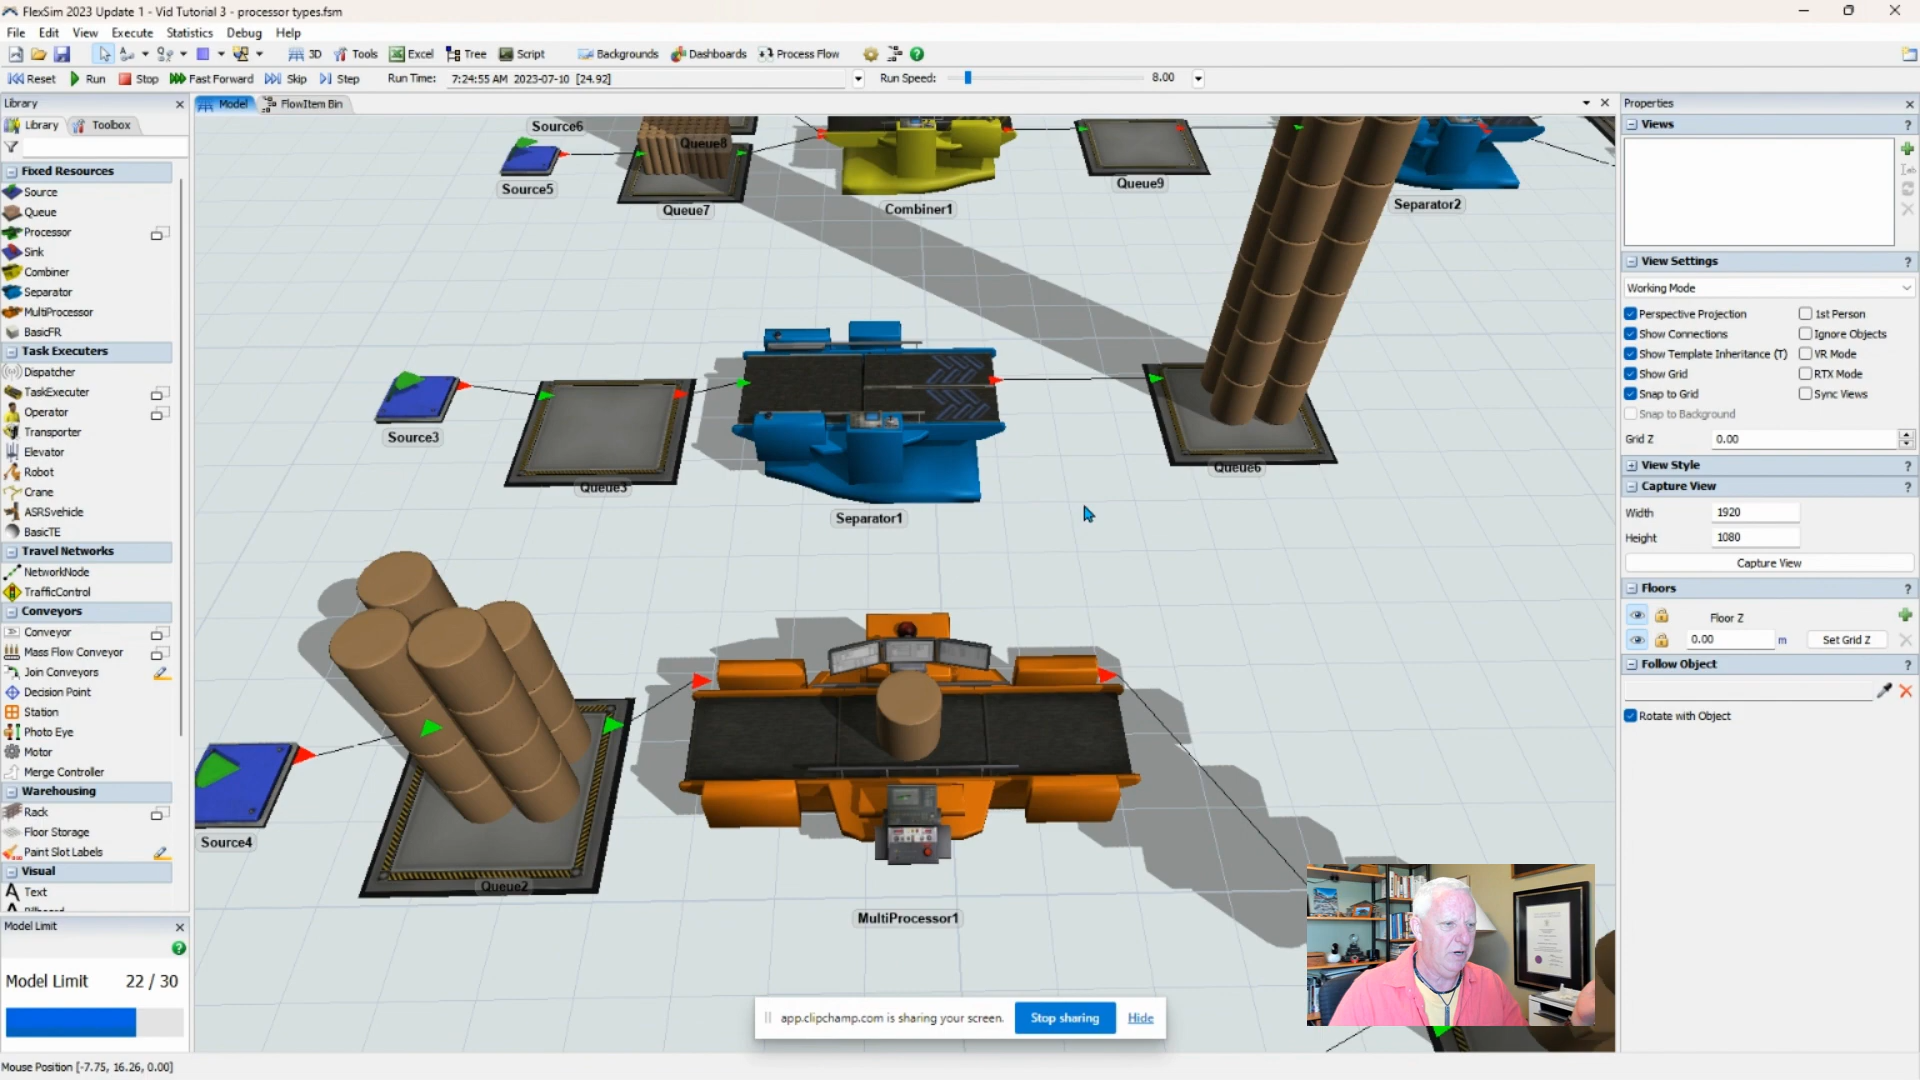 FlexSim 2023 Update 1 - Vid Tutorial 3 - processor types.fsm
File Edit View Execute Statistics Debug Help
3D Tools Excel Tree Script Backgrounds Dashboards Process Flow
Reset Run Stop Fast Forward Skip Step Run Time: 7:24:55 AM 2023-07-10 [24.92] Run Speed: 8.00
Library
Library Toolbox
Fixed Resources
Source
Queue
Processor
Sink
Combiner
Separator
MultiProcessor
BasicFR
Task Executers
Dispatcher
TaskExecuter
Operator
Transporter
Elevator
Robot
Crane
ASRSvehicle
BasicTE
Travel Networks
NetworkNode
TrafficControl
Conveyors
Conveyor
Mass Flow Conveyor
Join Conveyors
Decision Point
Station
Photo Eye
Motor
Merge Controller
Warehousing
Rack
Floor Storage
Paint Slot Labels
Visual
Text
Model Limit
Model Limit 22 / 30
Mouse Position [-7.75, 16.26, 0.00]
Model FlowItem Bin
Source6
Source5
Queue8
Queue7
Combiner1
Queue9
Separator2
Source3
Queue3
Separator1
Queue6
Source4
Queue2
MultiProcessor1
app.clipchamp.com is sharing your screen. Stop sharing Hide
Properties
Views
View Settings
Working Mode
Perspective Projection 1st Person
Show Connections Ignore Objects
Show Template Inheritance (T) VR Mode
Show Grid RTX Mode
Snap to Grid Sync Views
Snap to Background
Grid Z 0.00
View Style
Capture View
Width 1920
Height 1080
Capture View
Floors
Floor Z
0.00 m Set Grid Z
Follow Object
Rotate with Object